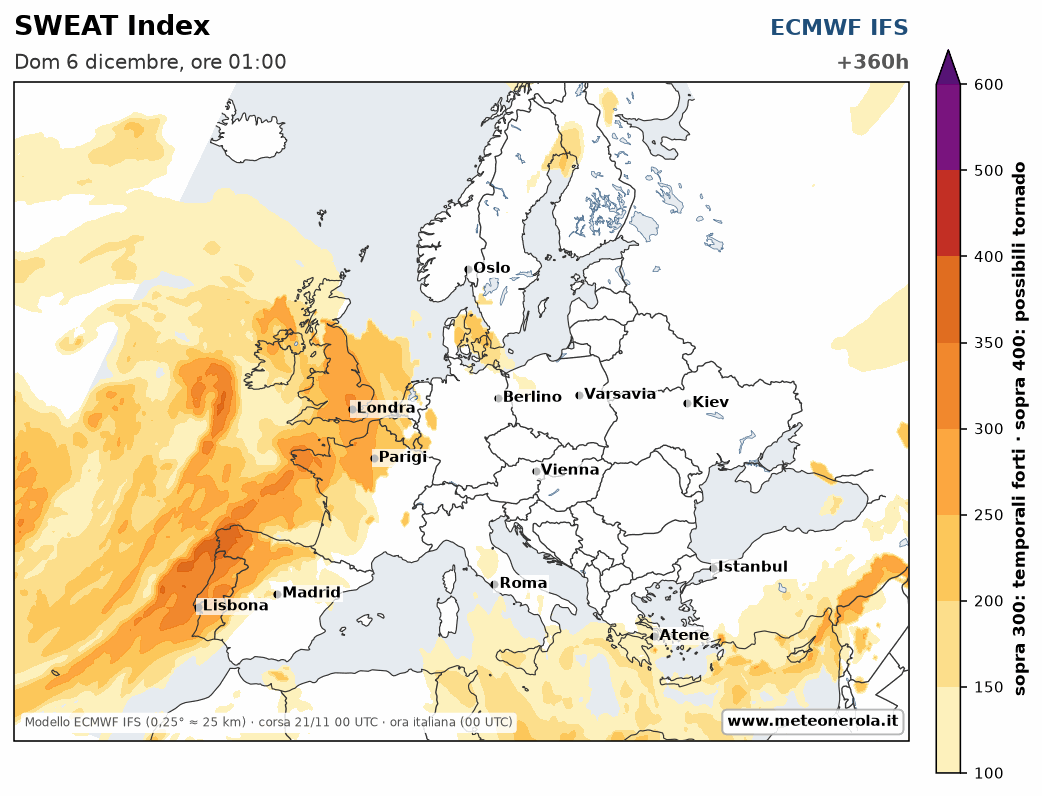 SWEAT Index
ECMWF IFS
Dom 6 dicembre, ore 01:00
+360h
Oslo
Berlino
Varsavia
Kiev
Londra
Parigi
Vienna
Istanbul
Roma
Madrid
Lisbona
Atene
Modello ECMWF IFS (0,25° ≈ 25 km) · corsa 21/11 00 UTC · ora italiana (00 UTC)
www.meteonerola.it
600
500
400
350
300
250
200
150
100
sopra 300: temporali forti · sopra 400: possibili tornado